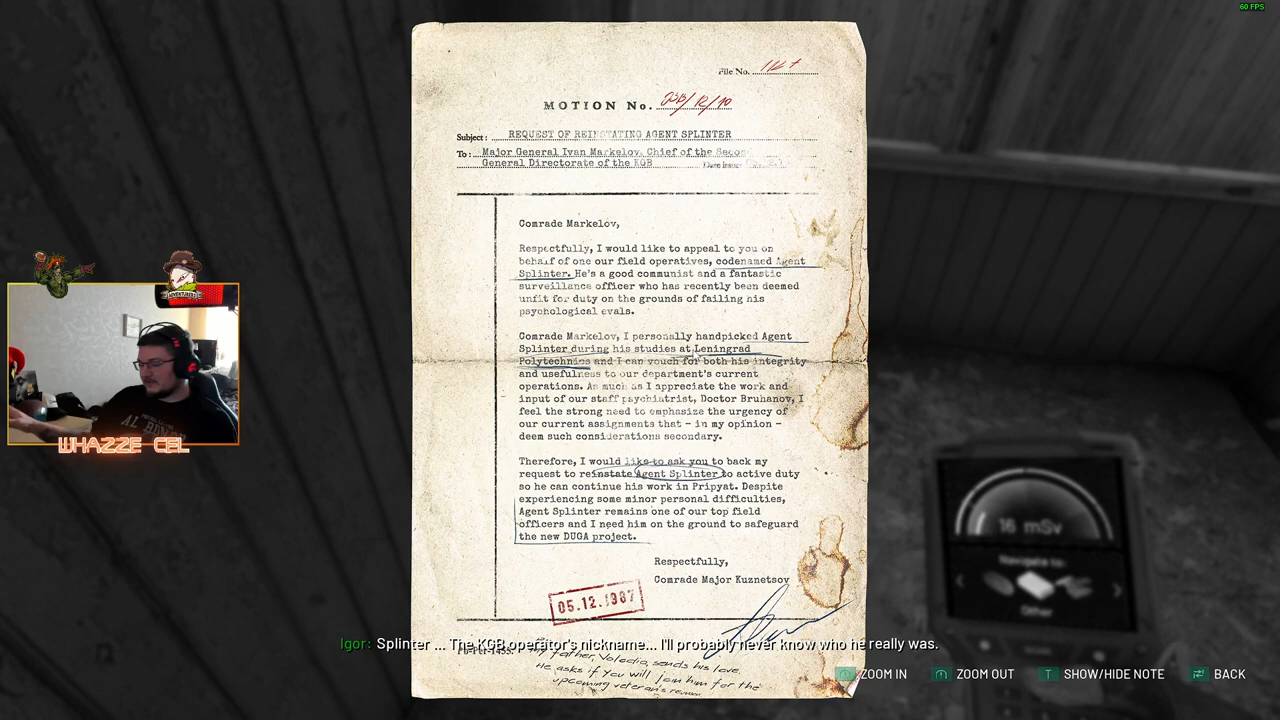 60 FPS
File No.
MOTION No.
Subject: REQUEST OF REINSTATING AGENT SPLINTER
To: Major General Ivan Markelov, Chief of the Second
General Directorate of the KGB
Comrade Markelov,
Respectfully, I would like to appeal to you on
behalf of one our field operatives, codenamed Agent
Splinter. He's a good communist and a fantastic
surveillance officer who has recently been deemed
unfit for duty on the grounds of failing his
psychological evals.
Comrade Markelov, I personally handpicked Agent
Splinter during his studies at Leningrad
Polytechnics and I can vouch for both his integrity
and usefulness to our department's current
operations. As much as I appreciate the work and
input of our staff psychiatrist, Doctor Bruhanov, I
feel the strong need to emphasize the urgency of
our current assignments that - in my opinion -
deem such considerations secondary.
Therefore, I would like to ask you to back my
request to reinstate Agent Splinter to active duty
so he can continue his work in Pripyat. Despite
experiencing some minor personal difficulties,
Agent Splinter remains one of our top field
officers and I need him on the ground to safeguard
the new DUGA project.
Respectfully,
Comrade Major Kuznetsov
05.12.1987
Igor: Splinter ... The KGB operator's nickname... I'll probably never know who he really was.
father, Volodia, sends his love.
He asks if you will join him for the
upcoming veteran's
ZOOM IN
ZOOM OUT
T SHOW/HIDE NOTE
BACK
WHAZZE CEL
16 mSv
Navigate to:
Other